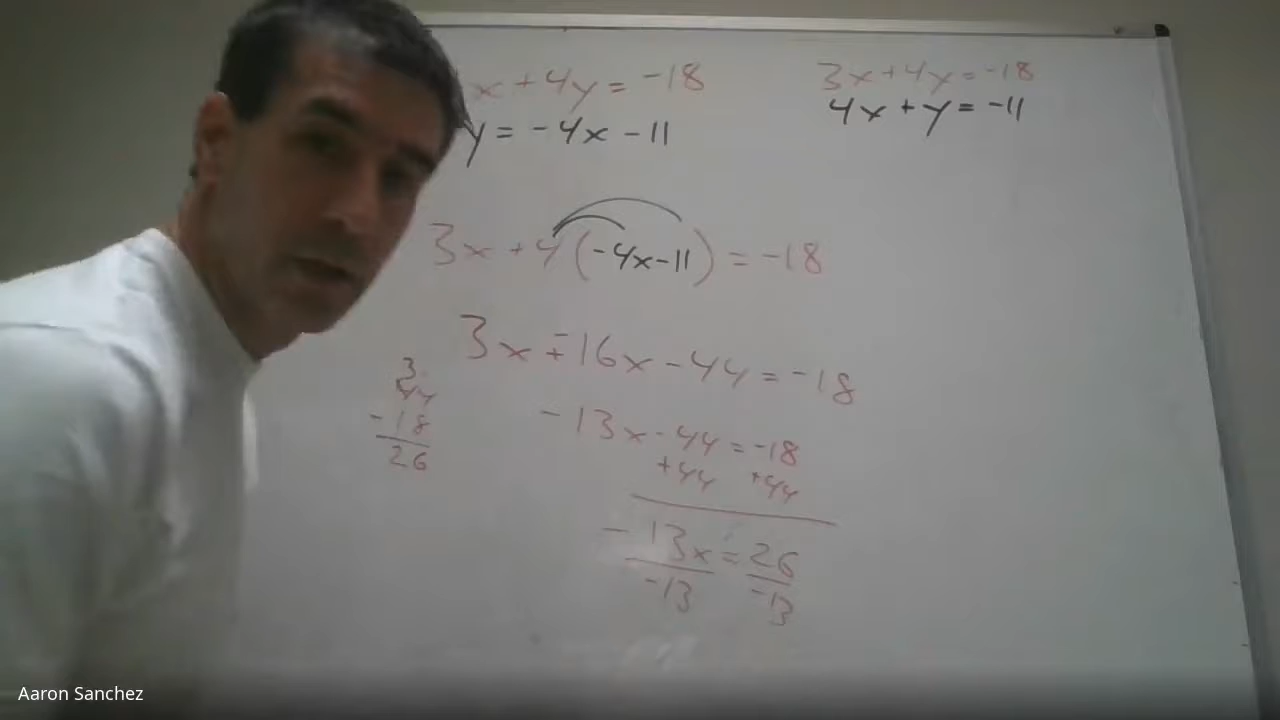 x + 4y = -18
y = -4x - 11
3x + 4y = -18
4x + y = -11
3x + 4(-4x - 11) = -18
3x + -16x - 44 = -18
3
44
-18
26
-13x - 44 = -18
+44 +44
-13x = 26
-13 -13
Aaron Sanchez